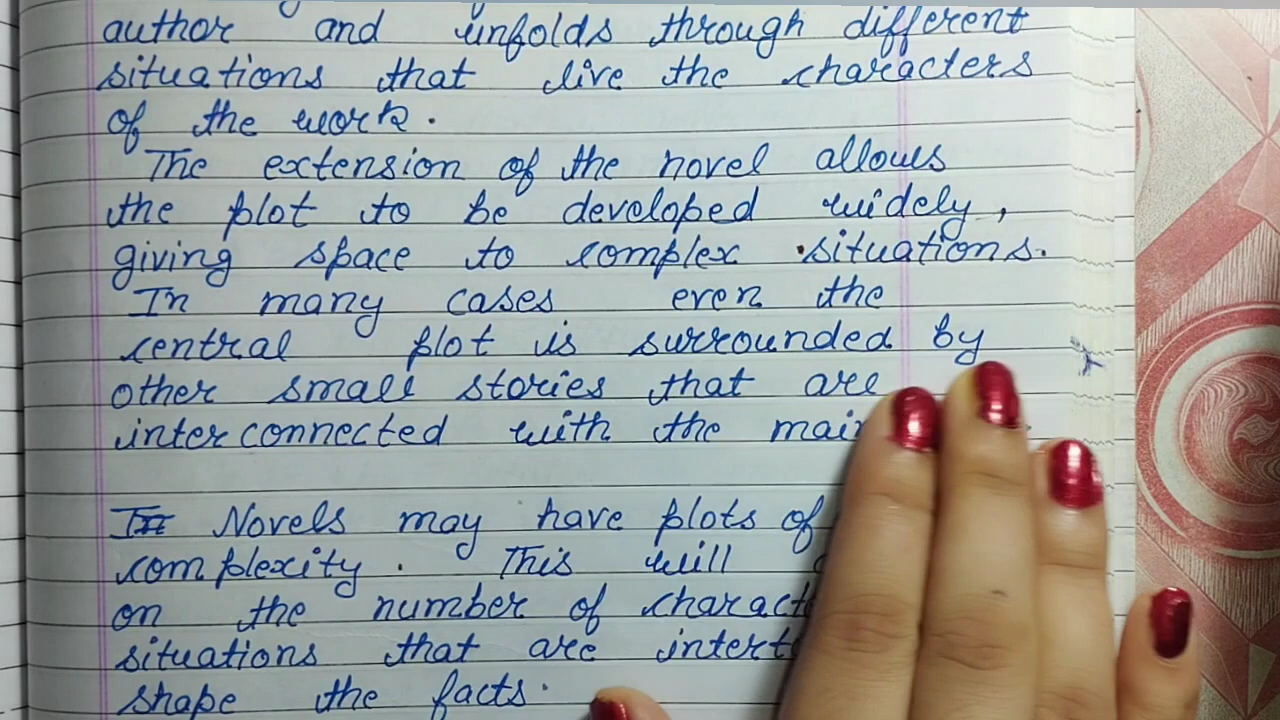 author and unfolds through different
situations that live the characters
of the work.
The extension of the novel allows
the plot to be developed widely,
giving space to complex situations.
In many cases even the
central plot is surrounded by
other small stories that are
interconnected with the main
Novels may have plots of
complexity. This will
on the number of
situations that are
shape the facts.